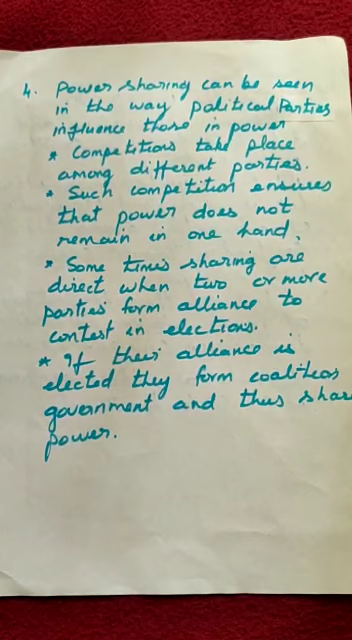 4. Power sharing can be seen
in the way political Parties
influence those in power
* Competitions take place
among different parties.
* Such competition ensures
that power does not
remain in one hand.
* Some times sharing are
direct when two or more
parties form alliance to
contest in elections.
* If their alliance is
elected they form coalition
government and thus share
power.